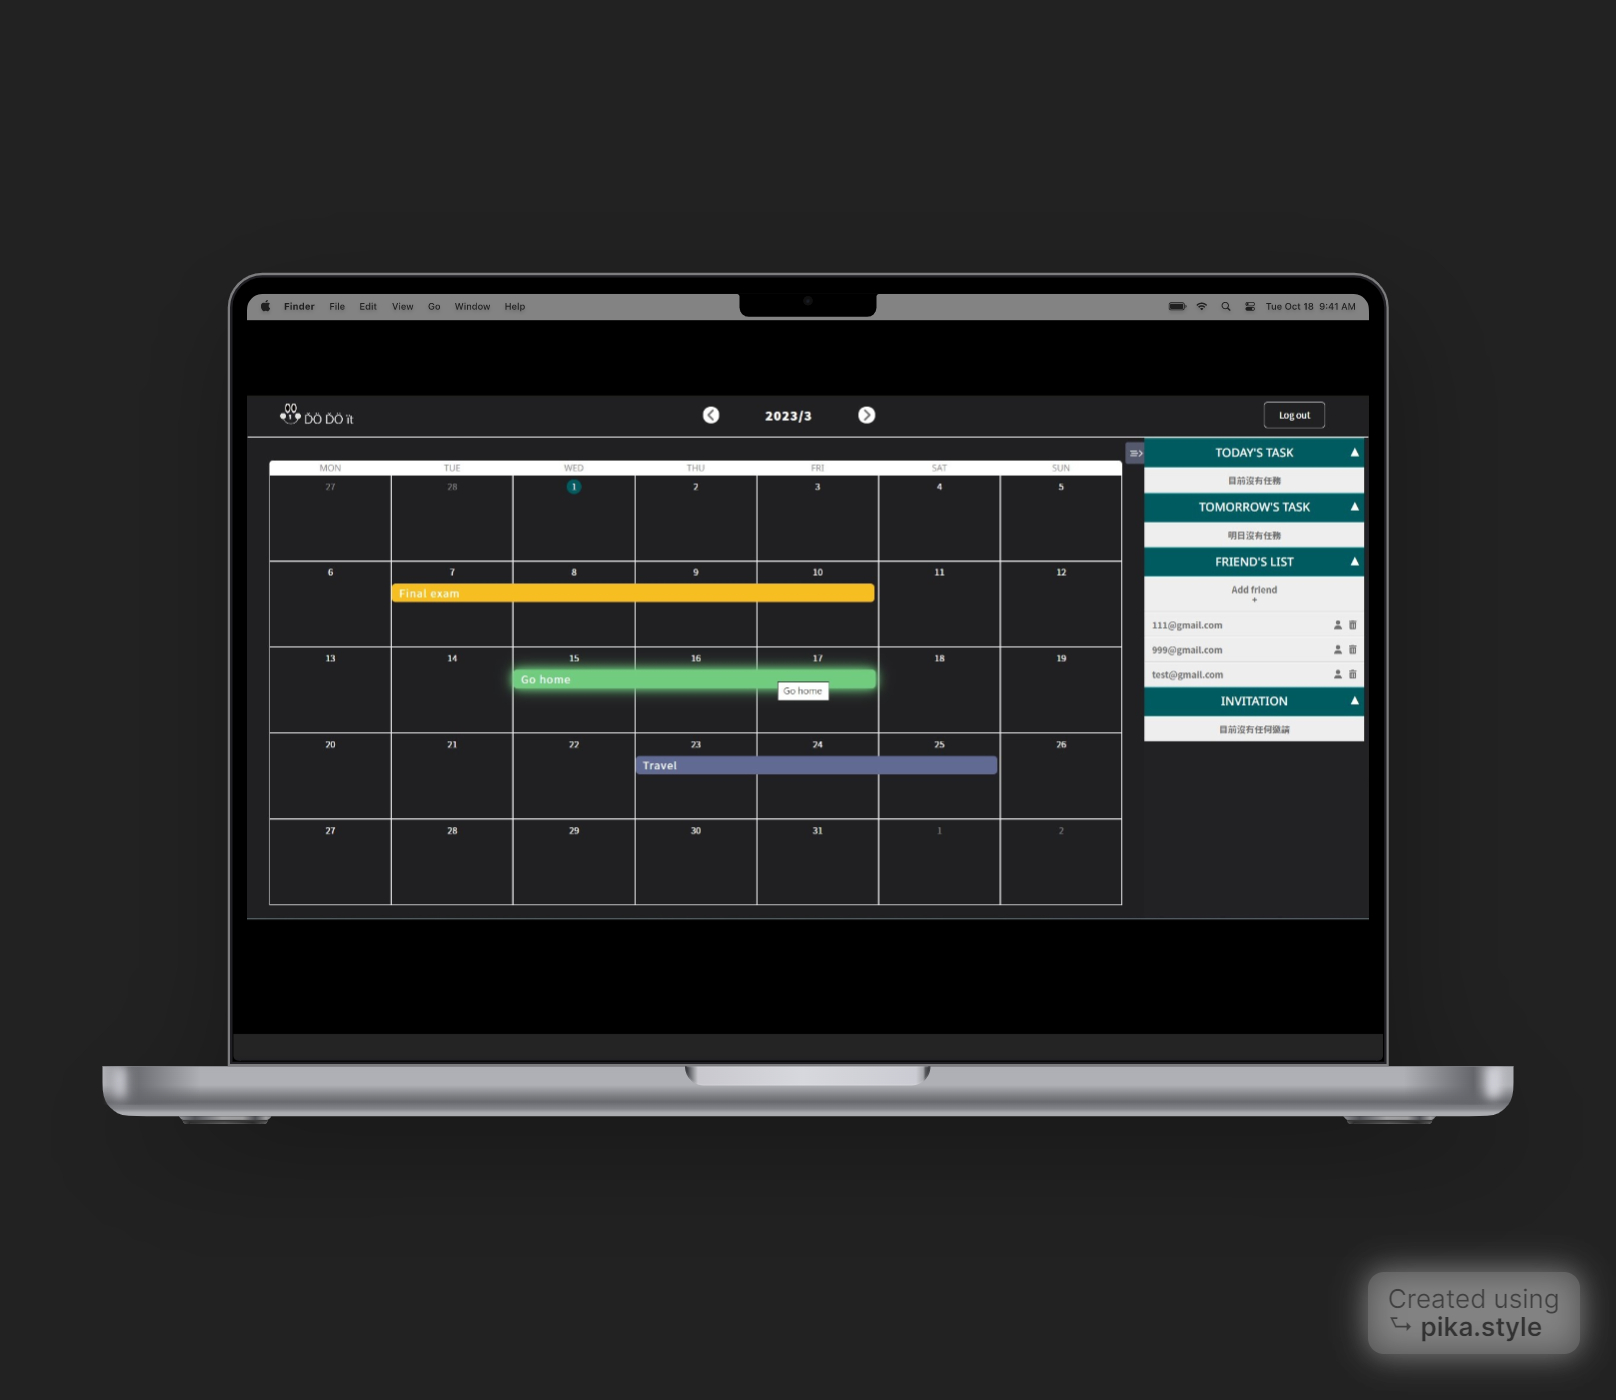 Finder File Edit View Go Window Help
Tue Oct 18 9:41 AM
ÖÖ
DÖ DÖ ït
2023/3
Log out
MON TUE WED THU FRI SAT SUN
27 28 1 2 3 4 5
6 7 8 9 10 11 12
Final exam
13 14 15 16 17 18 19
Go home
Go home
20 21 22 23 24 25 26
Travel
27 28 29 30 31 1 2
TODAY'S TASK
目前沒有任務
TOMORROW'S TASK
明日沒有任務
FRIEND'S LIST
Add friend
+
111@gmail.com
999@gmail.com
test@gmail.com
INVITATION
目前沒有任何邀請
Created using
pika.style